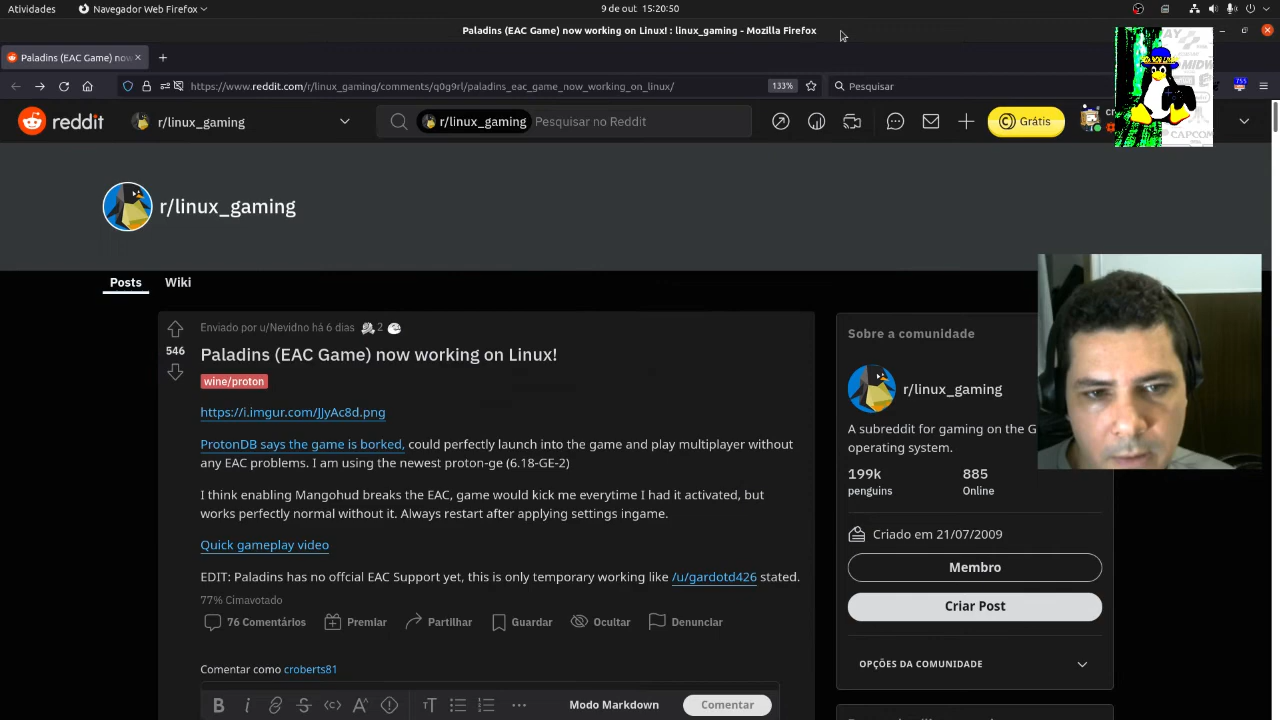 Atividades
Navegador Web Firefox
9 de out 15:20:50
Paladins (EAC Game) now working on Linux! : linux_gaming - Mozilla Firefox
Paladins (EAC Game) now
https://www.reddit.com/r/linux_gaming/comments/q0g9rl/paladins_eac_game_now_working_on_linux/
133%
Pesquisar
755
reddit
r/linux_gaming
r/linux_gaming
Pesquisar no Reddit
Grátis
MIDW
CAPCOM
r/linux_gaming
Posts
Wiki
Enviado por u/Nevidno há 6 dias
2
546
Paladins (EAC Game) now working on Linux!
wine/proton
https://i.imgur.com/JJyAc8d.png
ProtonDB says the game is borked, could perfectly launch into the game and play multiplayer without
any EAC problems. I am using the newest proton-ge (6.18-GE-2)
I think enabling Mangohud breaks the EAC, game would kick me everytime I had it activated, but
works perfectly normal without it. Always restart after applying settings ingame.
Quick gameplay video
EDIT: Paladins has no offcial EAC Support yet, this is only temporary working like /u/gardotd426 stated.
77% Cimavotado
76 Comentários
Premiar
Partilhar
Guardar
Ocultar
Denunciar
Comentar como croberts81
Modo Markdown
Comentar
Sobre a comunidade
r/linux_gaming
A subreddit for gaming on the G
operating system.
199k
885
penguins
Online
Criado em 21/07/2009
Membro
Criar Post
OPÇÕES DA COMUNIDADE